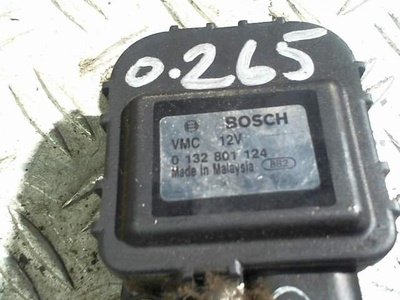 0.265
BOSCH
VMC 12V
0 132 801 124
Made in Malaysia